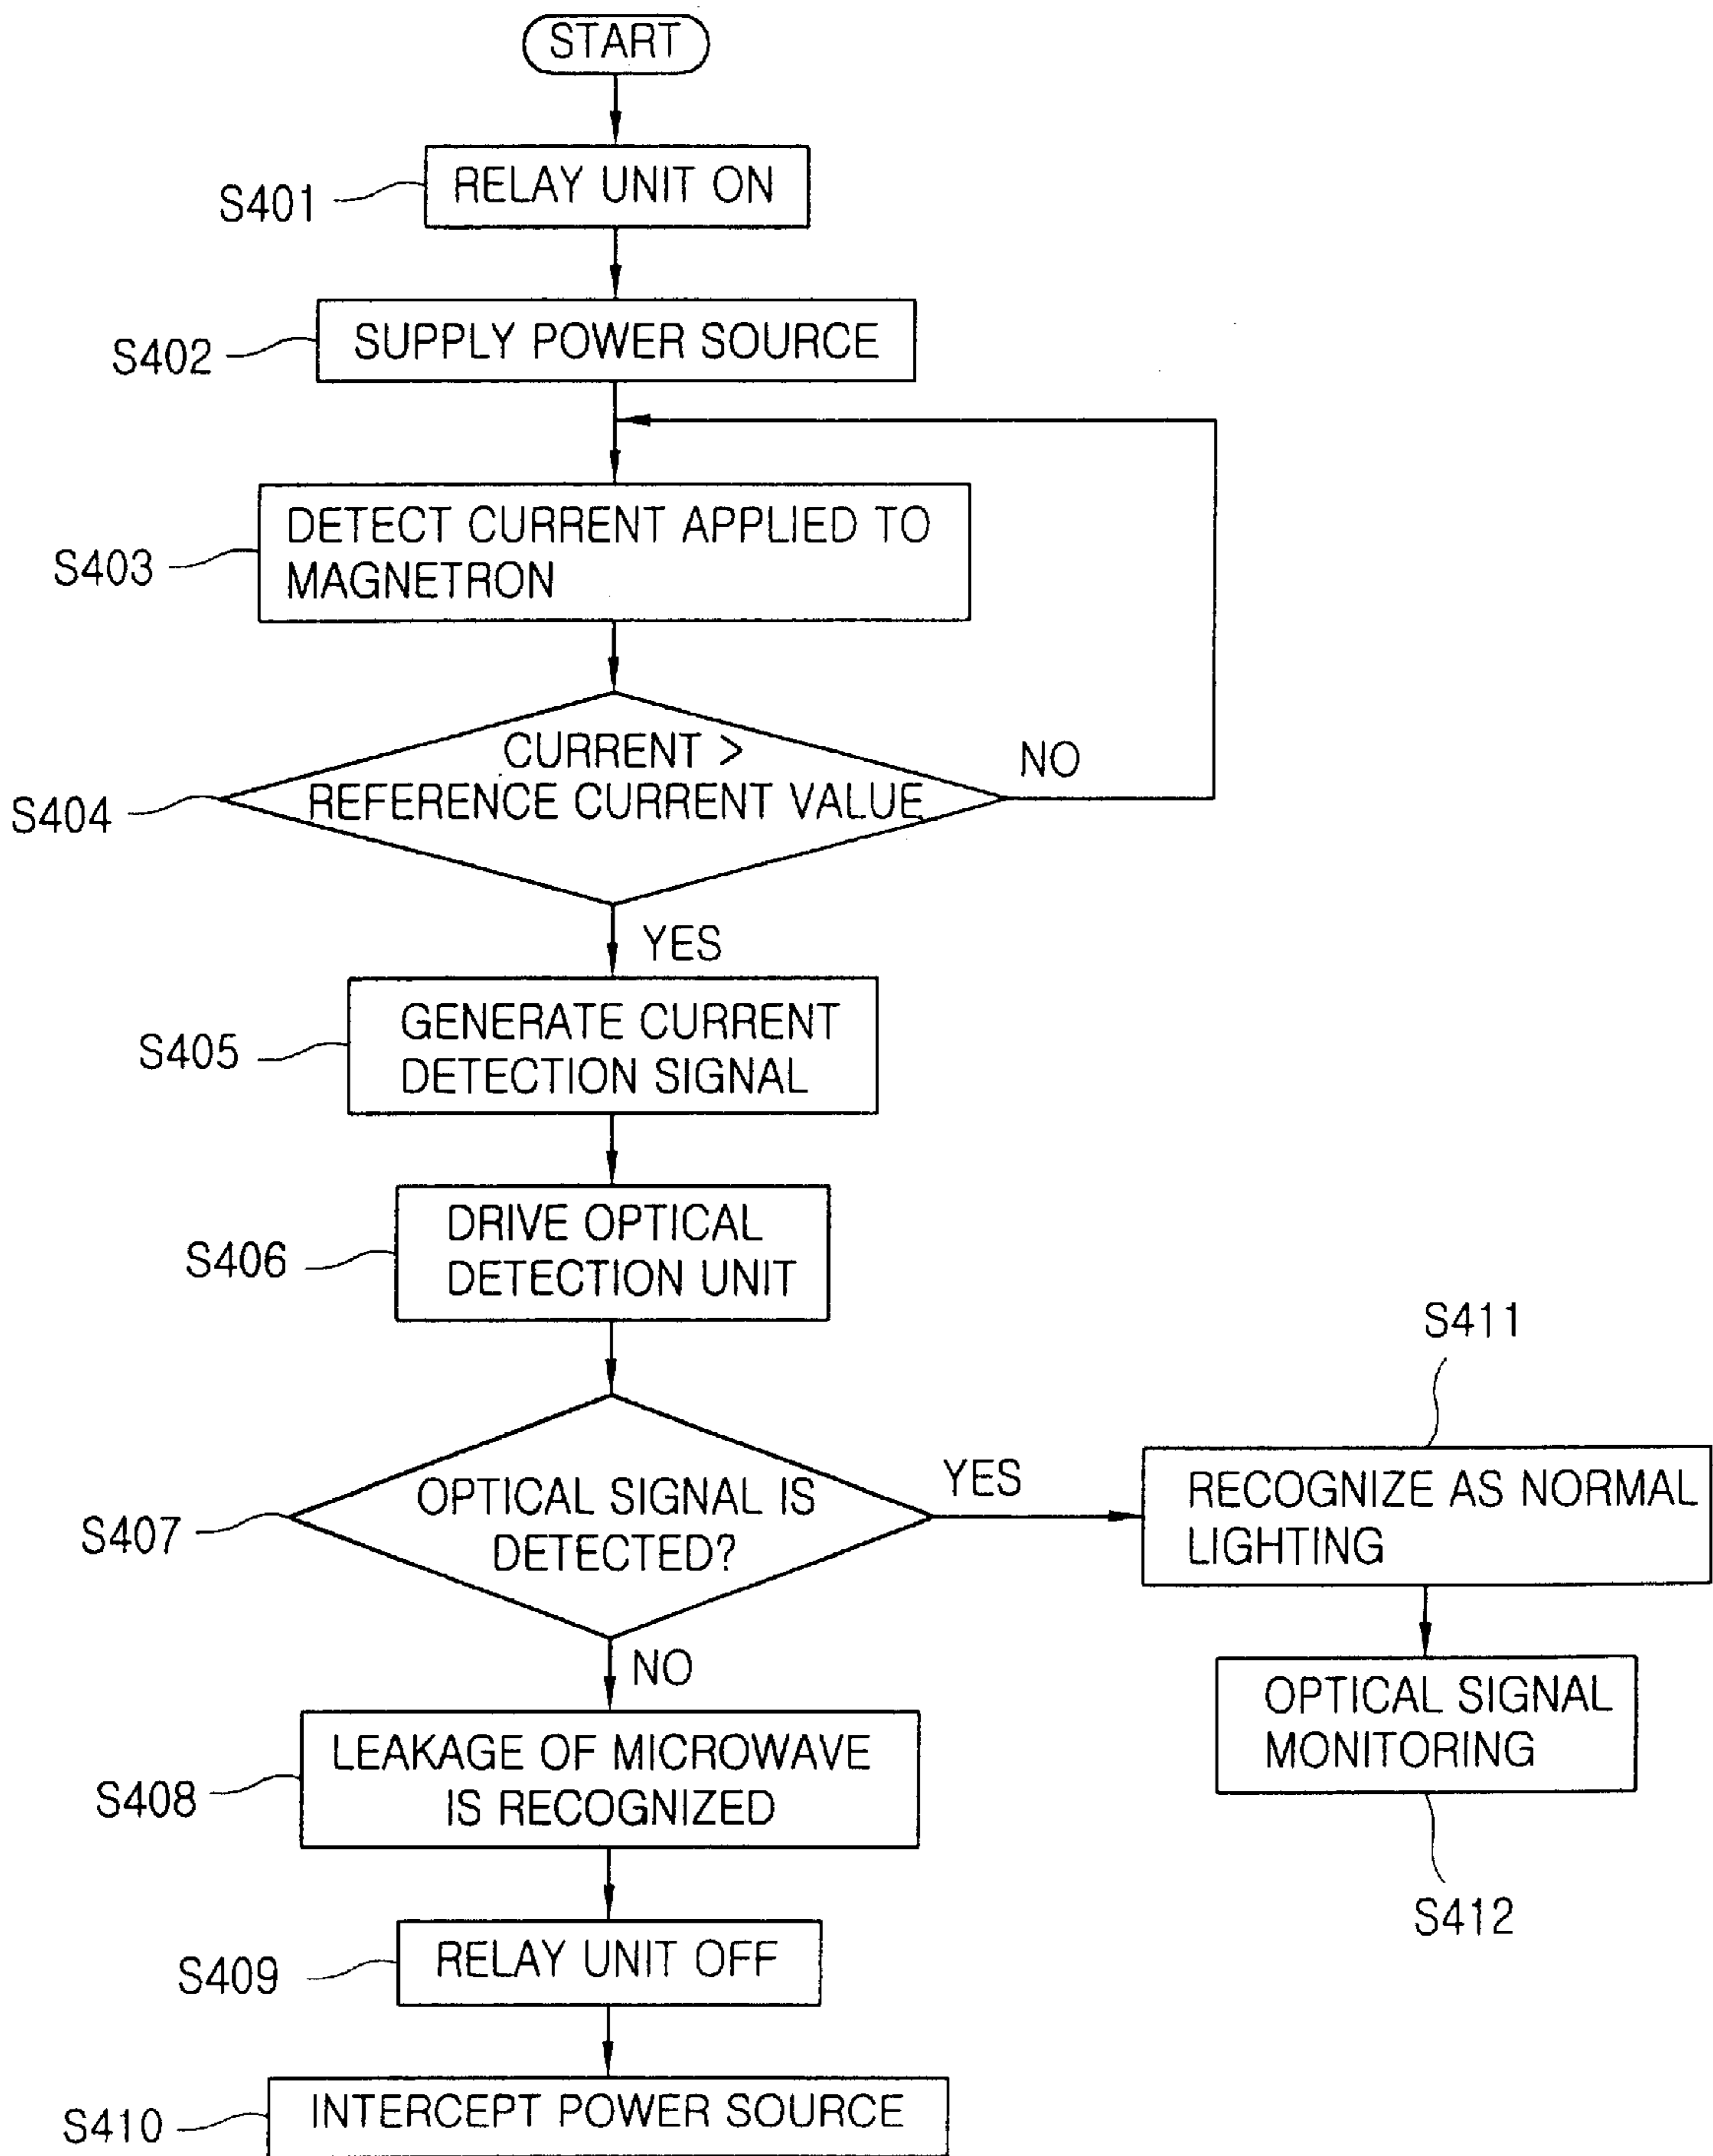 START
S401
RELAY UNIT ON
S402
SUPPLY POWER SOURCE
S403
DETECT CURRENT APPLIED TO
MAGNETRON
S404
CURRENT >
REFERENCE CURRENT VALUE
NO
YES
S405
GENERATE CURRENT
DETECTION SIGNAL
S406
DRIVE OPTICAL
DETECTION UNIT
S407
OPTICAL SIGNAL IS
DETECTED?
YES
S411
RECOGNIZE AS NORMAL
LIGHTING
OPTICAL SIGNAL
MONITORING
S412
NO
S408
LEAKAGE OF MICROWAVE
IS RECOGNIZED
S409
RELAY UNIT OFF
S410
INTERCEPT POWER SOURCE